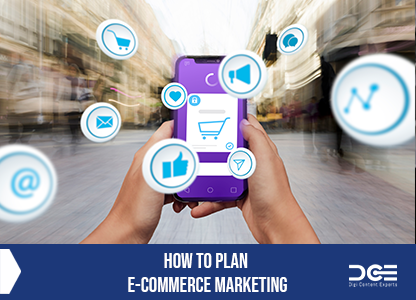 HOW TO PLAN
E-COMMERCE MARKETING
DCE
Digi Content Experts
@